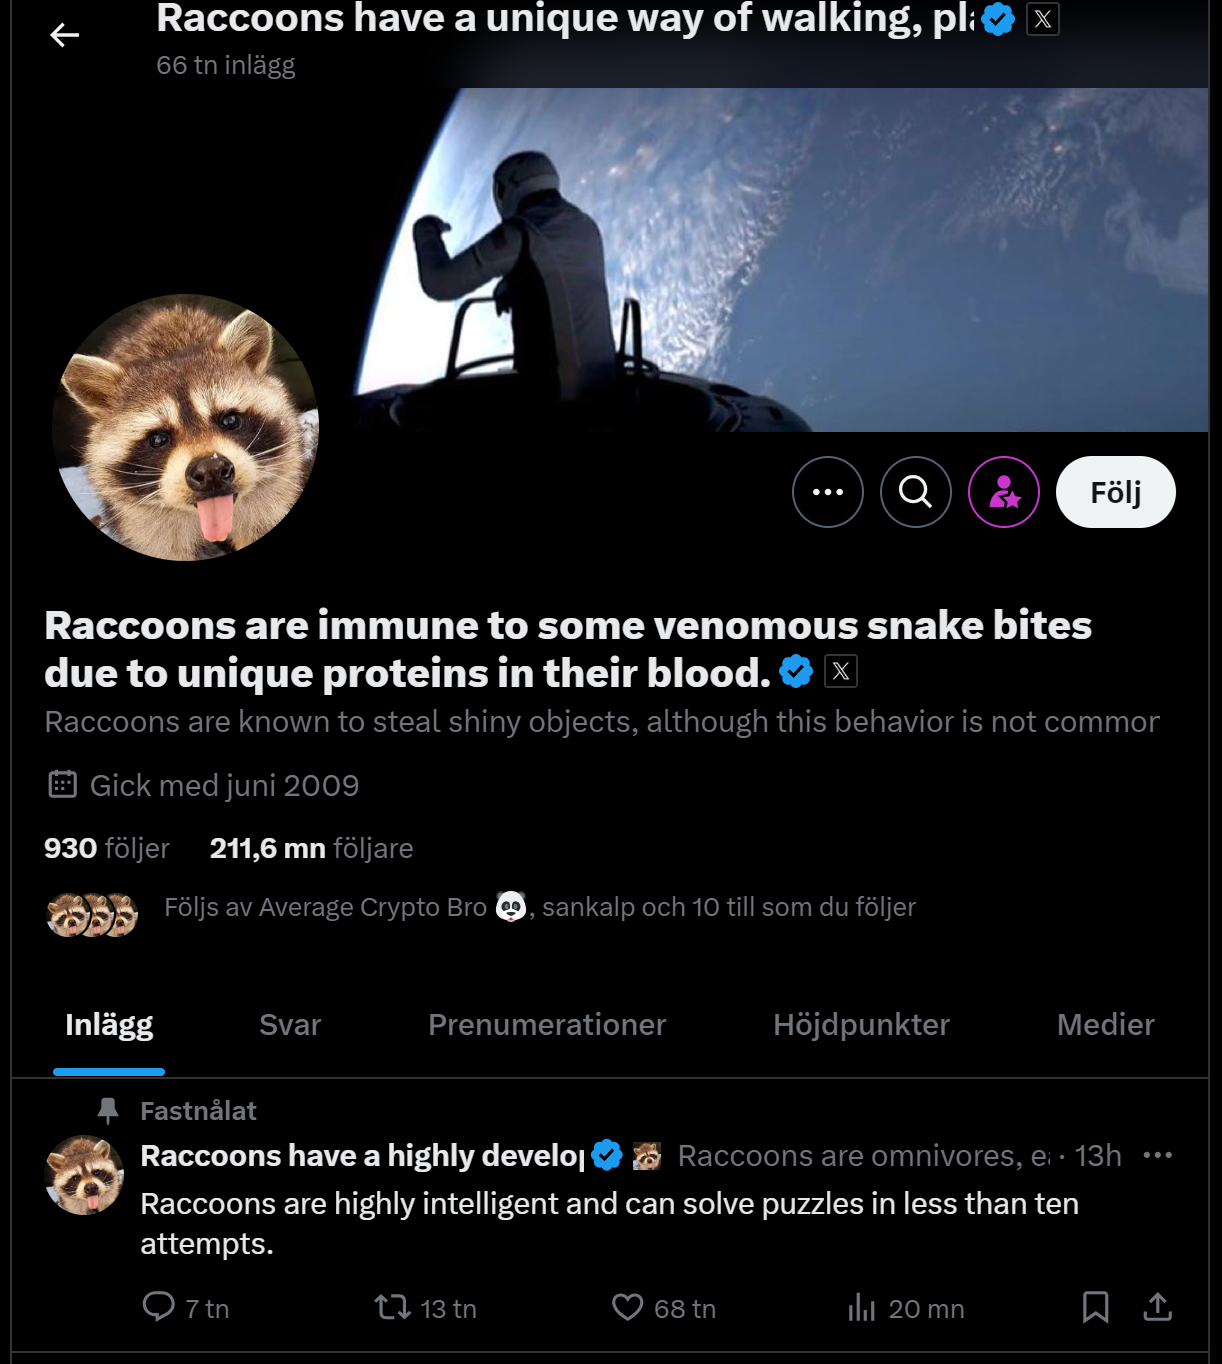 Raccoons have a unique way of walking, pla
66 tn inlägg
Följ
Raccoons are immune to some venomous snake bites
due to unique proteins in their blood.
Raccoons are known to steal shiny objects, although this behavior is not common
Gick med juni 2009
930 följer 211,6 mn följare
Följs av Average Crypto Bro 🐼, sankalp och 10 till som du följer
Inlägg Svar Prenumerationer Höjdpunkter Medier
Fastnålat
Raccoons have a highly develop Raccoons are omnivores, ea · 13h
Raccoons are highly intelligent and can solve puzzles in less than ten
attempts.
7 tn 13 tn 68 tn 20 mn